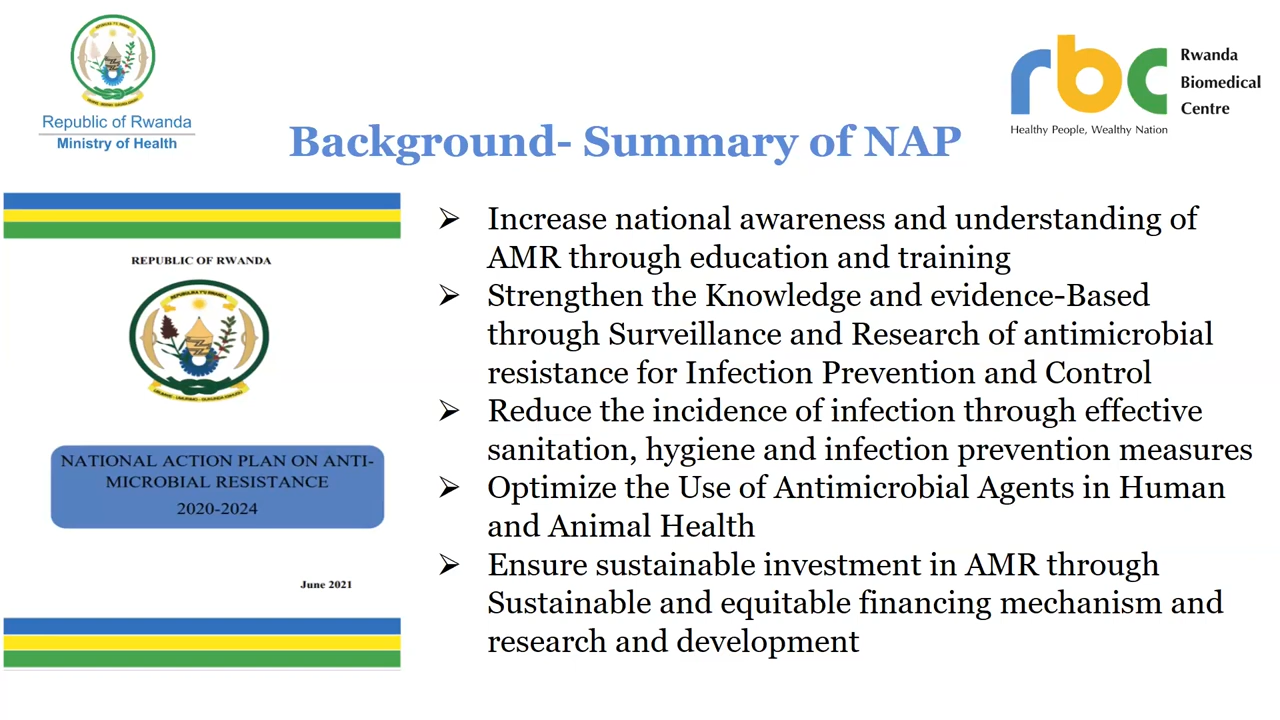 Republic of Rwanda
Ministry of Health
rbc
Rwanda
Biomedical
Centre
Healthy People, Wealthy Nation
Background- Summary of NAP
REPUBLIC OF RWANDA
NATIONAL ACTION PLAN ON ANTI-
MICROBIAL RESISTANCE
2020-2024
June 2021
➢ Increase national awareness and understanding of
AMR through education and training
➢ Strengthen the Knowledge and evidence-Based
through Surveillance and Research of antimicrobial
resistance for Infection Prevention and Control
➢ Reduce the incidence of infection through effective
sanitation, hygiene and infection prevention measures
➢ Optimize the Use of Antimicrobial Agents in Human
and Animal Health
➢ Ensure sustainable investment in AMR through
Sustainable and equitable financing mechanism and
research and development